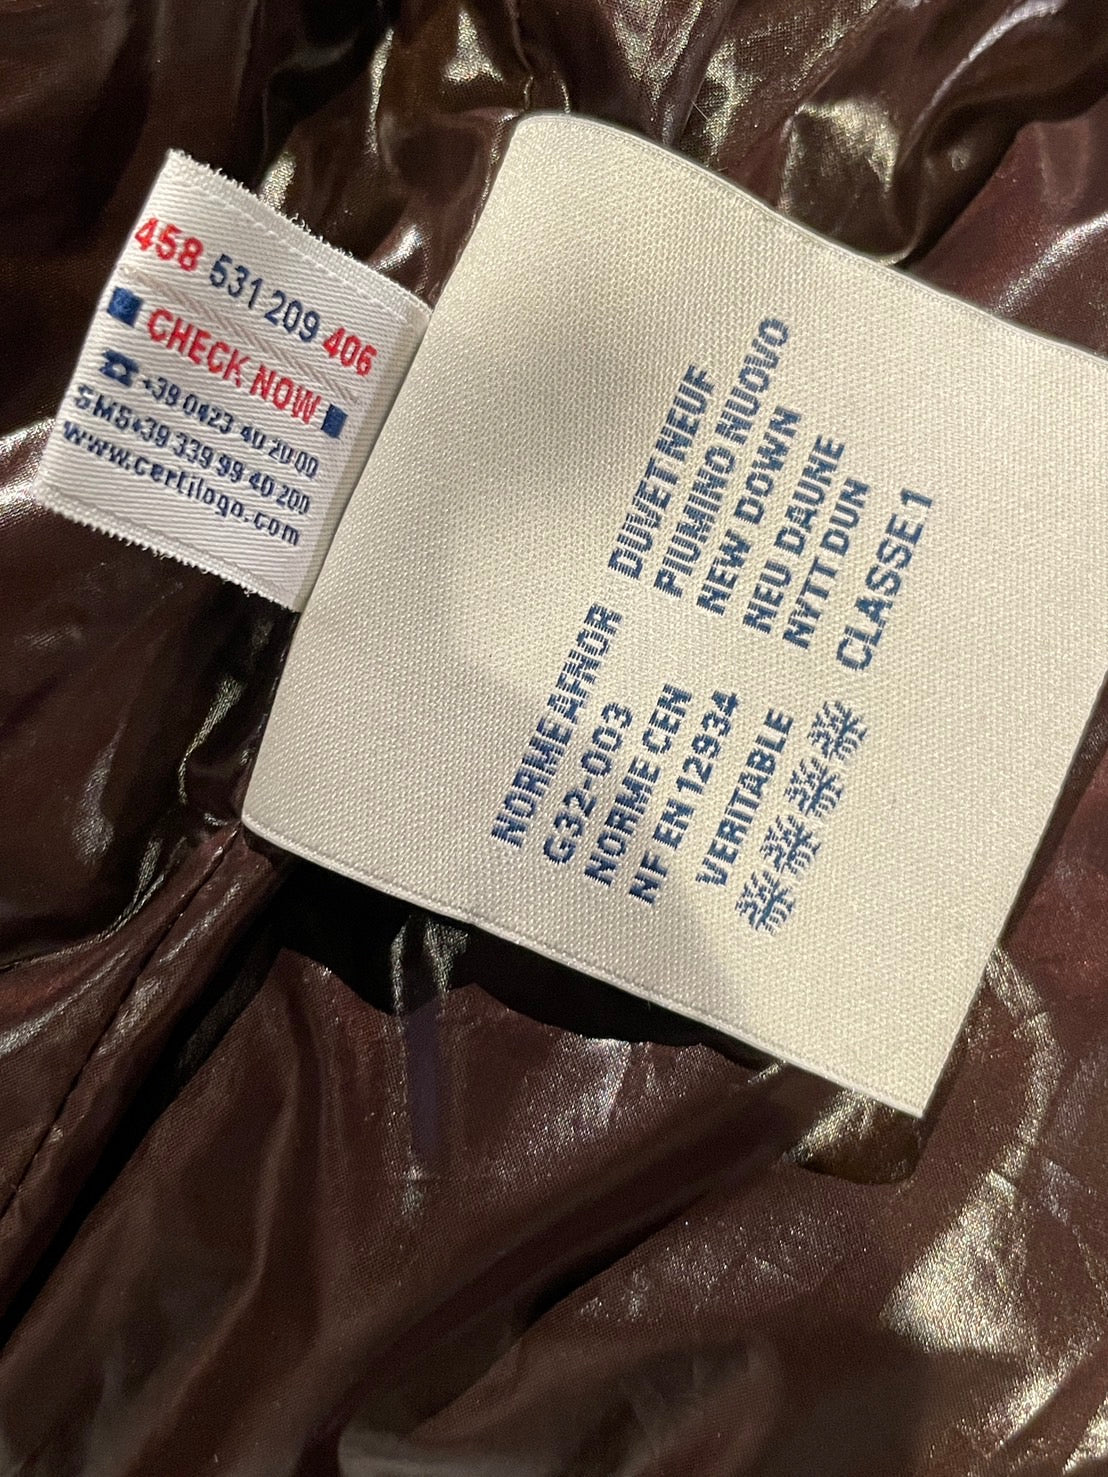 458 531 209 406
CHECK NOW
+39 0423 40 20 00
SMS+39 339 99 40 200
www.certilogo.com
NORME AFNOR
G32-003
NORME CEN
NF EN 12934
VERITABLE
DUVET NEUF
PIUMINO NUOVO
NEW DOWN
NEU DAUNE
NYTT DUN
CLASSE.1